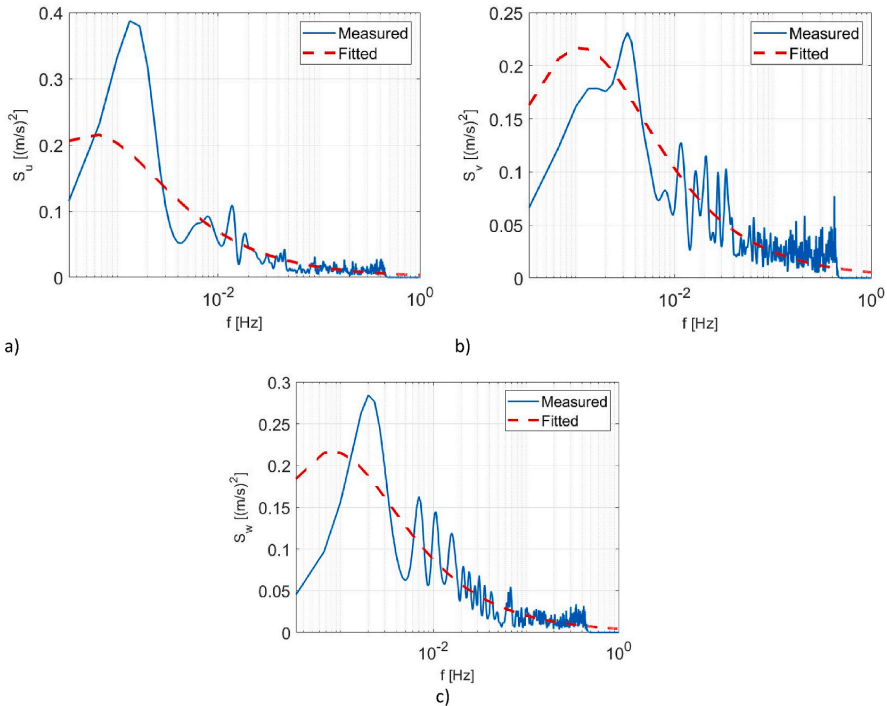 0.4
0.3
0.2
0.1
0
S_u [(m/s)^2]
10^-2
10^0
f [Hz]
Measured
Fitted
a)
0.25
0.2
0.15
0.1
0.05
0
S_v [(m/s)^2]
10^-2
10^0
f [Hz]
Measured
Fitted
b)
0.3
0.25
0.2
0.15
0.1
0.05
0
S_w [(m/s)^2]
10^-2
10^0
f [Hz]
Measured
Fitted
c)